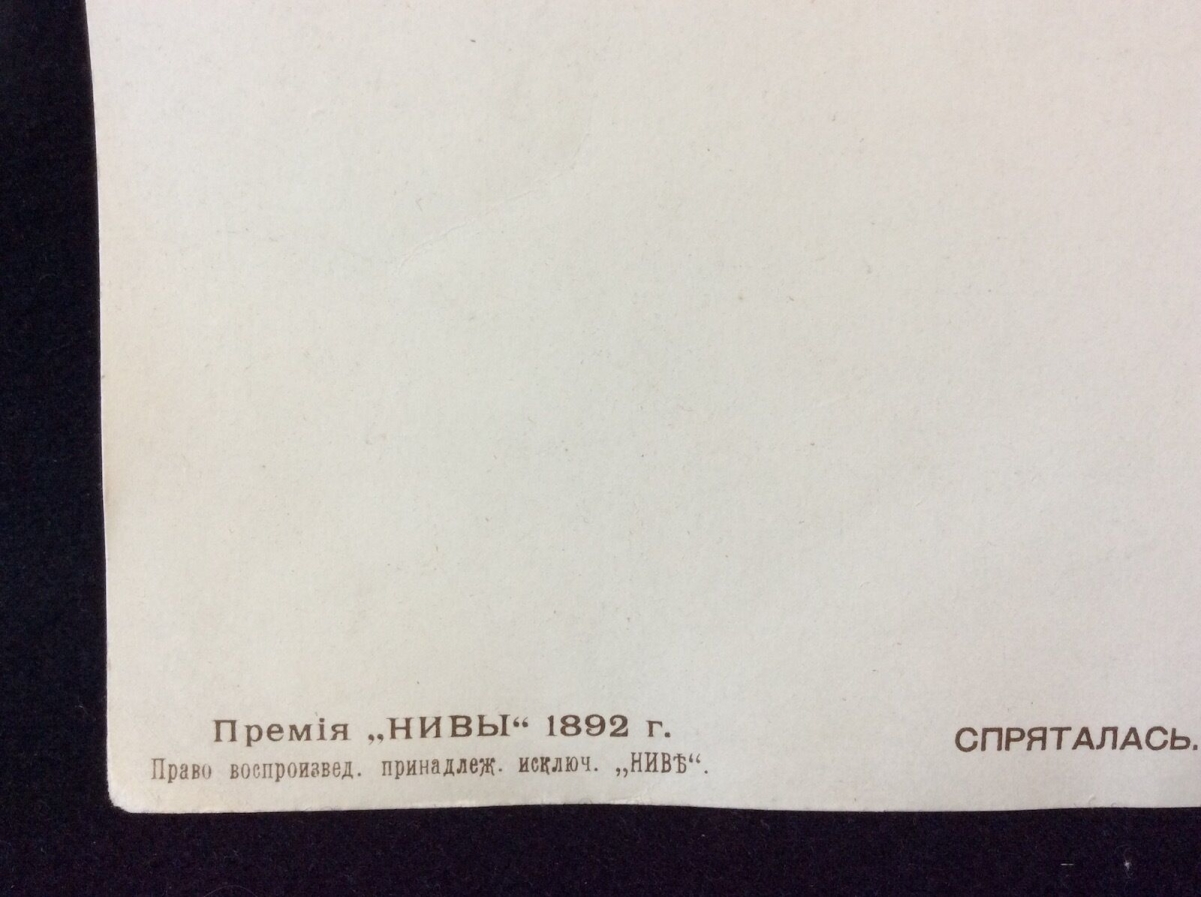 Премія „НИВЫ“ 1892 г.
Право воспроизвед. принадлеж. исключ. „НИВѢ“.
СПРЯТАЛАСЬ.